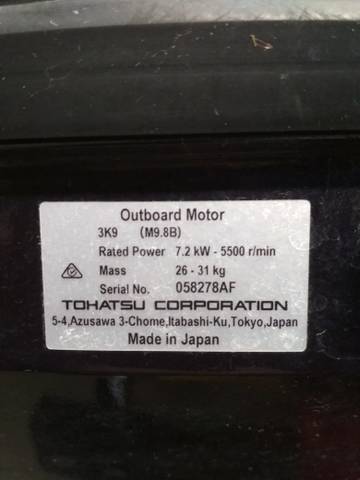 Outboard Motor
3K9 (M9.8B)
Rated Power 7.2 kW - 5500 r/min
Mass 26 - 31 kg
Serial No. 058278AF
TOHATSU CORPORATION
5-4,Azusawa 3-Chome,Itabashi-Ku,Tokyo,Japan
Made in Japan